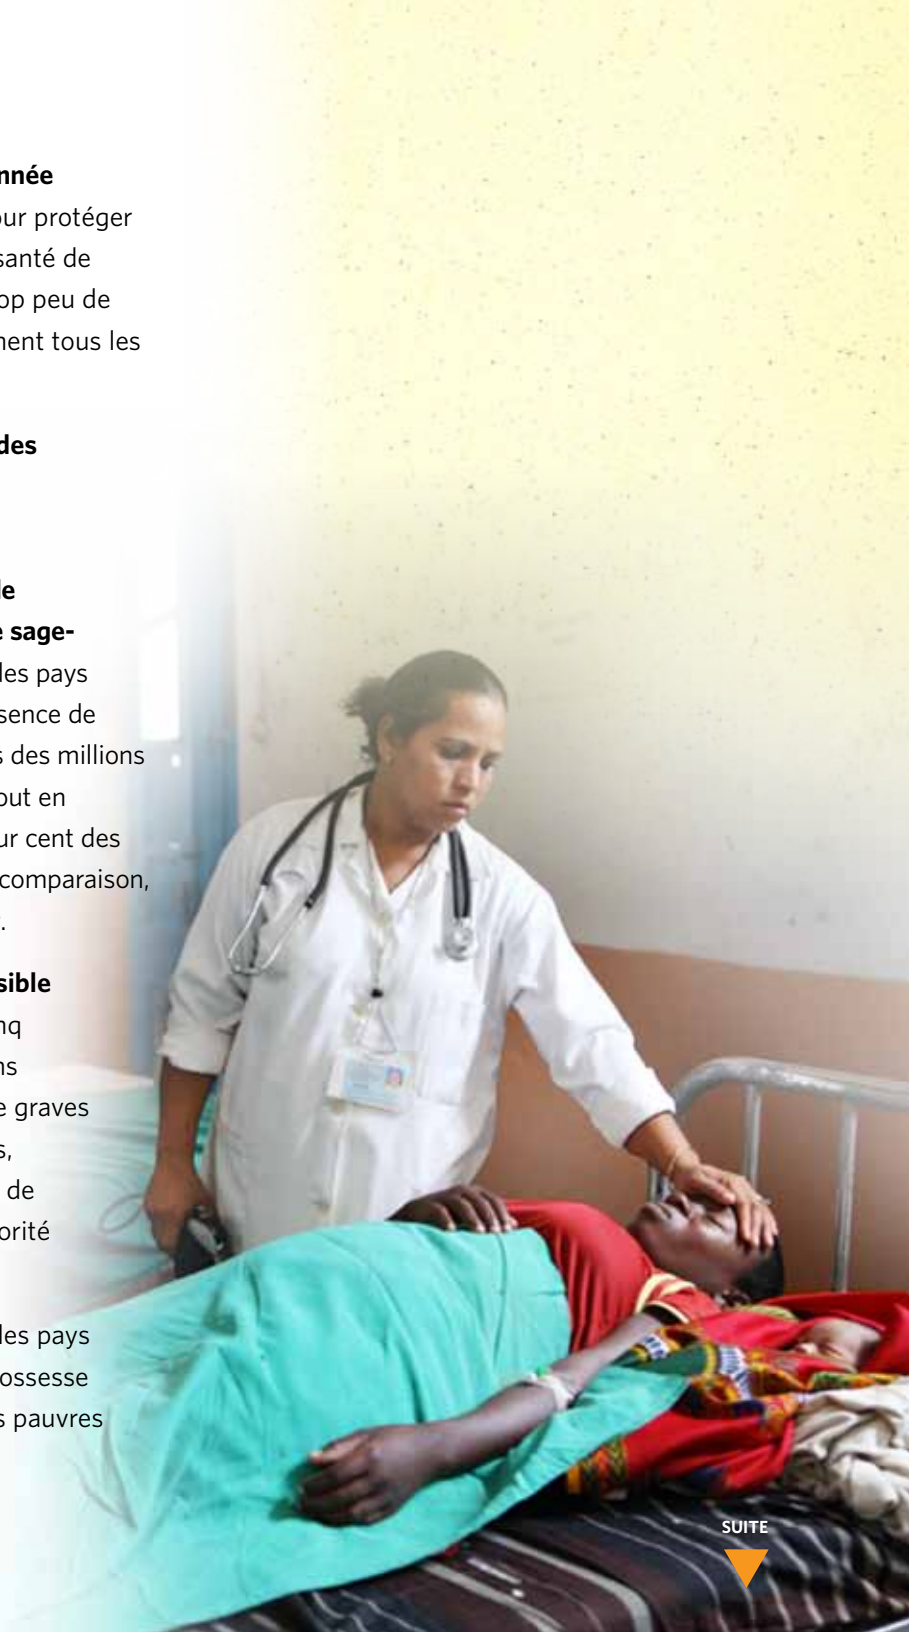 nnée
ur protéger
santé de
op peu de
ent tous les
des
le
sage-
les pays
sence de
des millions
out en
ur cent des
comparaison,
sible
nq
ns
e graves
s,
de
orité
les pays
ossesse
s pauvres
SUITE